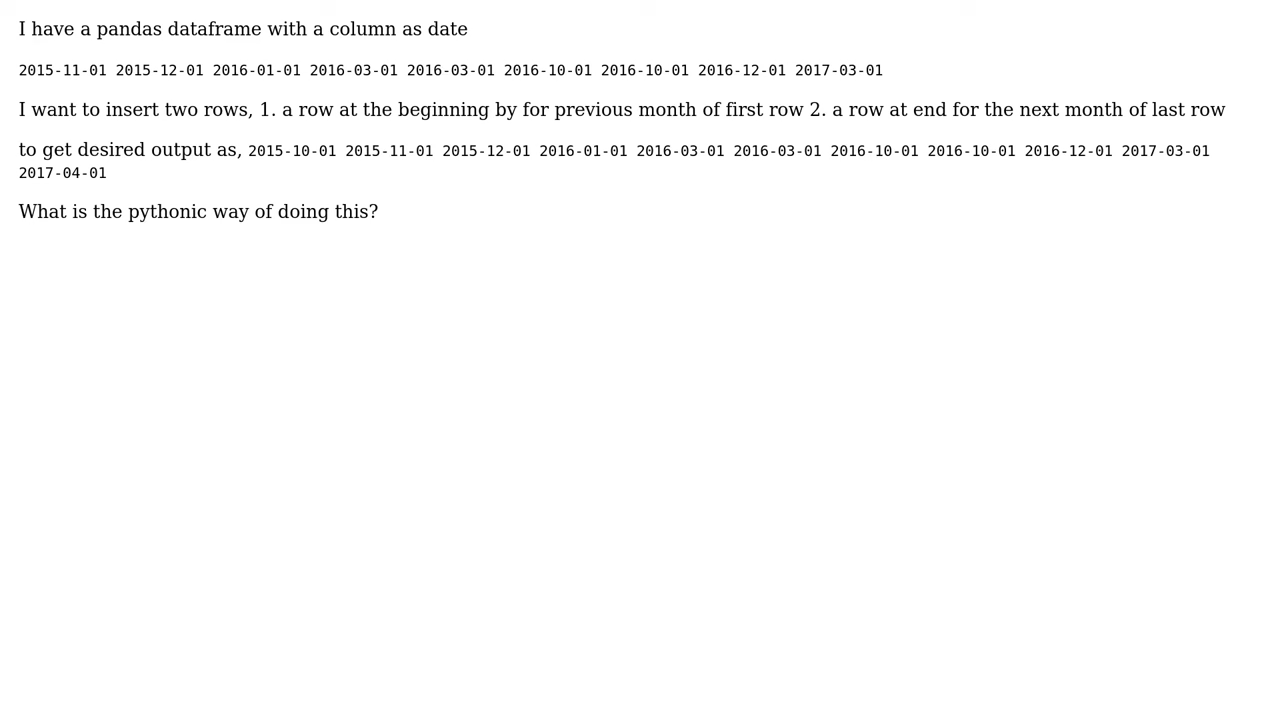 I have a pandas dataframe with a column as date
2015-11-01 2015-12-01 2016-01-01 2016-03-01 2016-03-01 2016-10-01 2016-10-01 2016-12-01 2017-03-01
I want to insert two rows, 1. a row at the beginning by for previous month of first row 2. a row at end for the next month of last row
to get desired output as, 2015-10-01 2015-11-01 2015-12-01 2016-01-01 2016-03-01 2016-03-01 2016-10-01 2016-10-01 2016-12-01 2017-03-01
2017-04-01
What is the pythonic way of doing this?